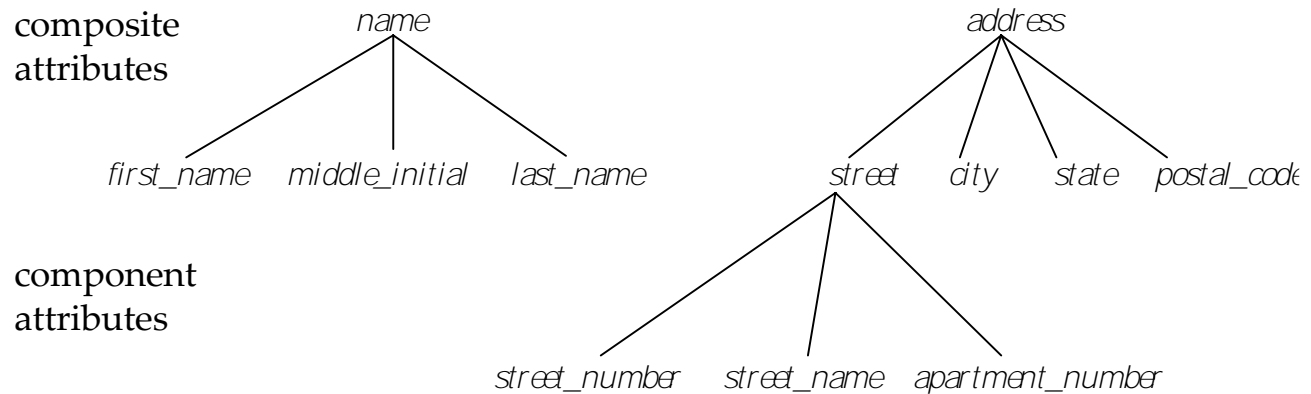 composite
attributes
name address
first_name middle_initial last_name street city state postal_code
component
attributes
street_number street_name apartment_number